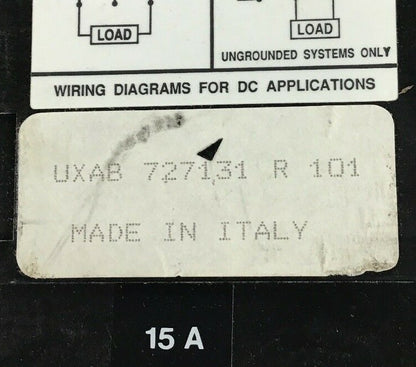 LOAD
LOAD
UNGROUNDED SYSTEMS ONLY
WIRING DIAGRAMS FOR DC APPLICATIONS
UXAB 727131 R 101
MADE IN ITALY
15 A